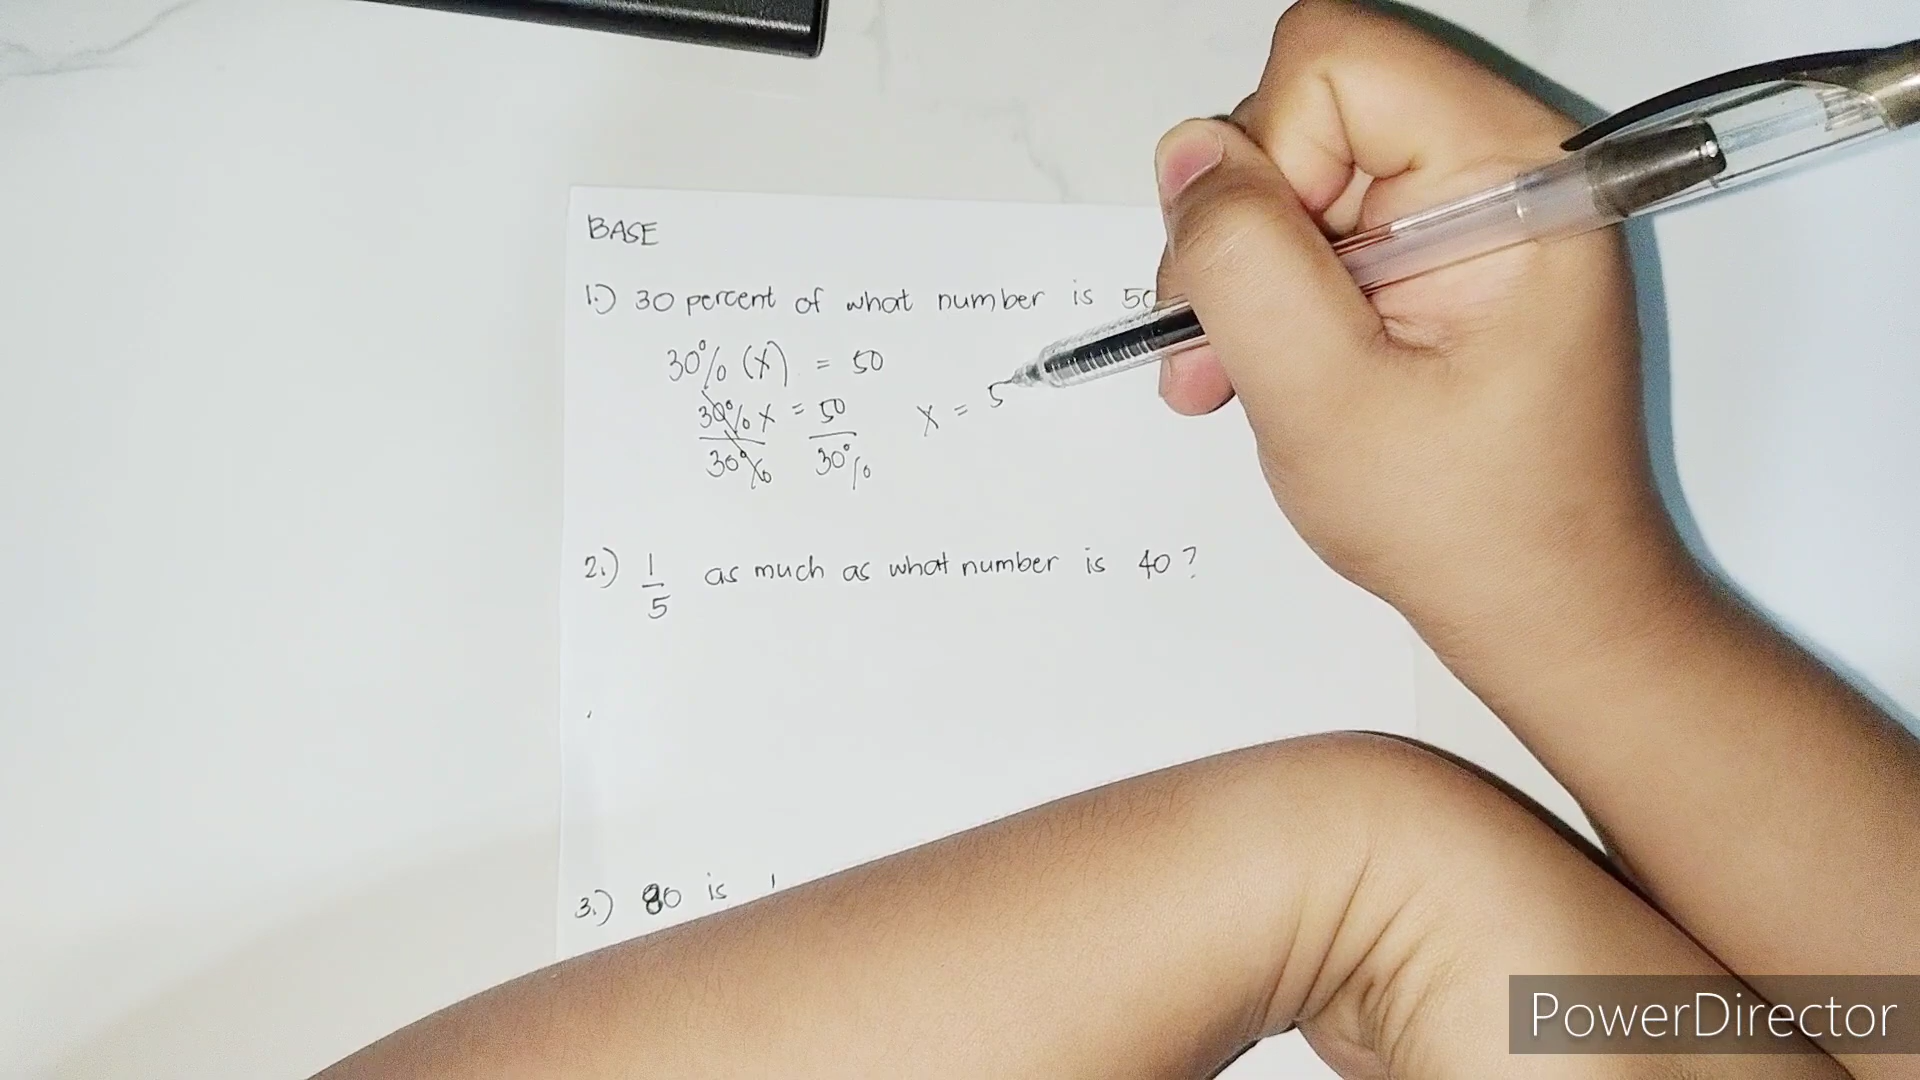 BASE
1.) 30 percent of what number is 50
30% (x) = 50
30% x = 50 x = 5
30% 30%
2.) 1 as much as what number is 40?
5
3.) 80 is
PowerDirector